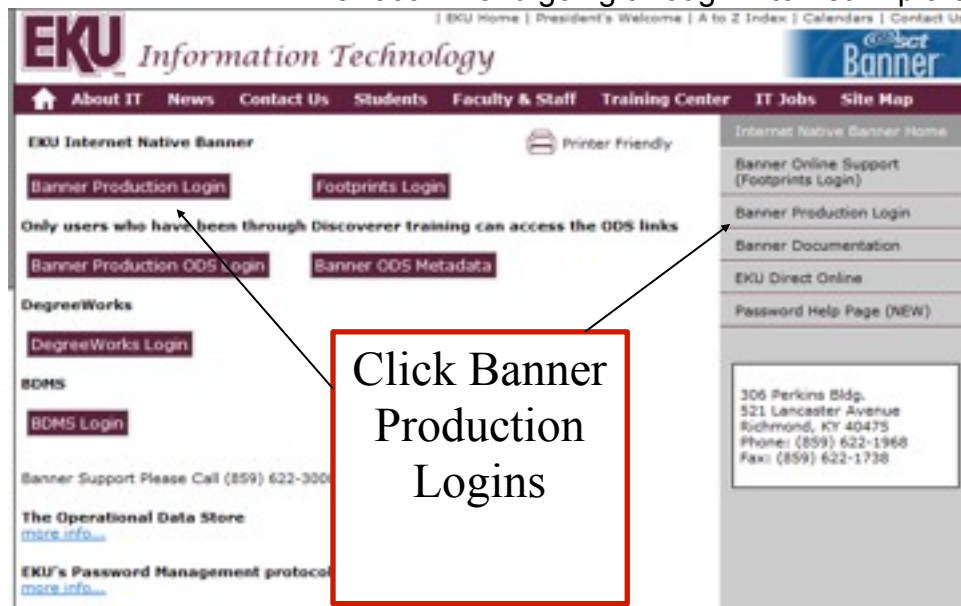 | EKU Home | President's Welcome | A to Z Index | Calendars | Contact Us
EKU Information Technology
sct
Banner
About IT News Contact Us Students Faculty & Staff Training Center IT Jobs Site Map
EKU Internet Native Banner
Printer Friendly
Banner Production Login
Footprints Login
Only users who have been through Discoverer training can access the ODS links
Banner Production ODS Login
Banner ODS Metadata
DegreeWorks
DegreeWorks Login
BDMS
BDMS Login
Banner Support Please Call (859) 622-300
The Operational Data Store
more info...
EKU's Password Management protocol
more info...
Click Banner
Production
Logins
Internet Native Banner Home
Banner Online Support
(Footprints Login)
Banner Production Login
Banner Documentation
EKU Direct Online
Password Help Page (NEW)
306 Perkins Bldg.
521 Lancaster Avenue
Richmond, KY 40475
Phone: (859) 622-1968
Fax: (859) 622-1738